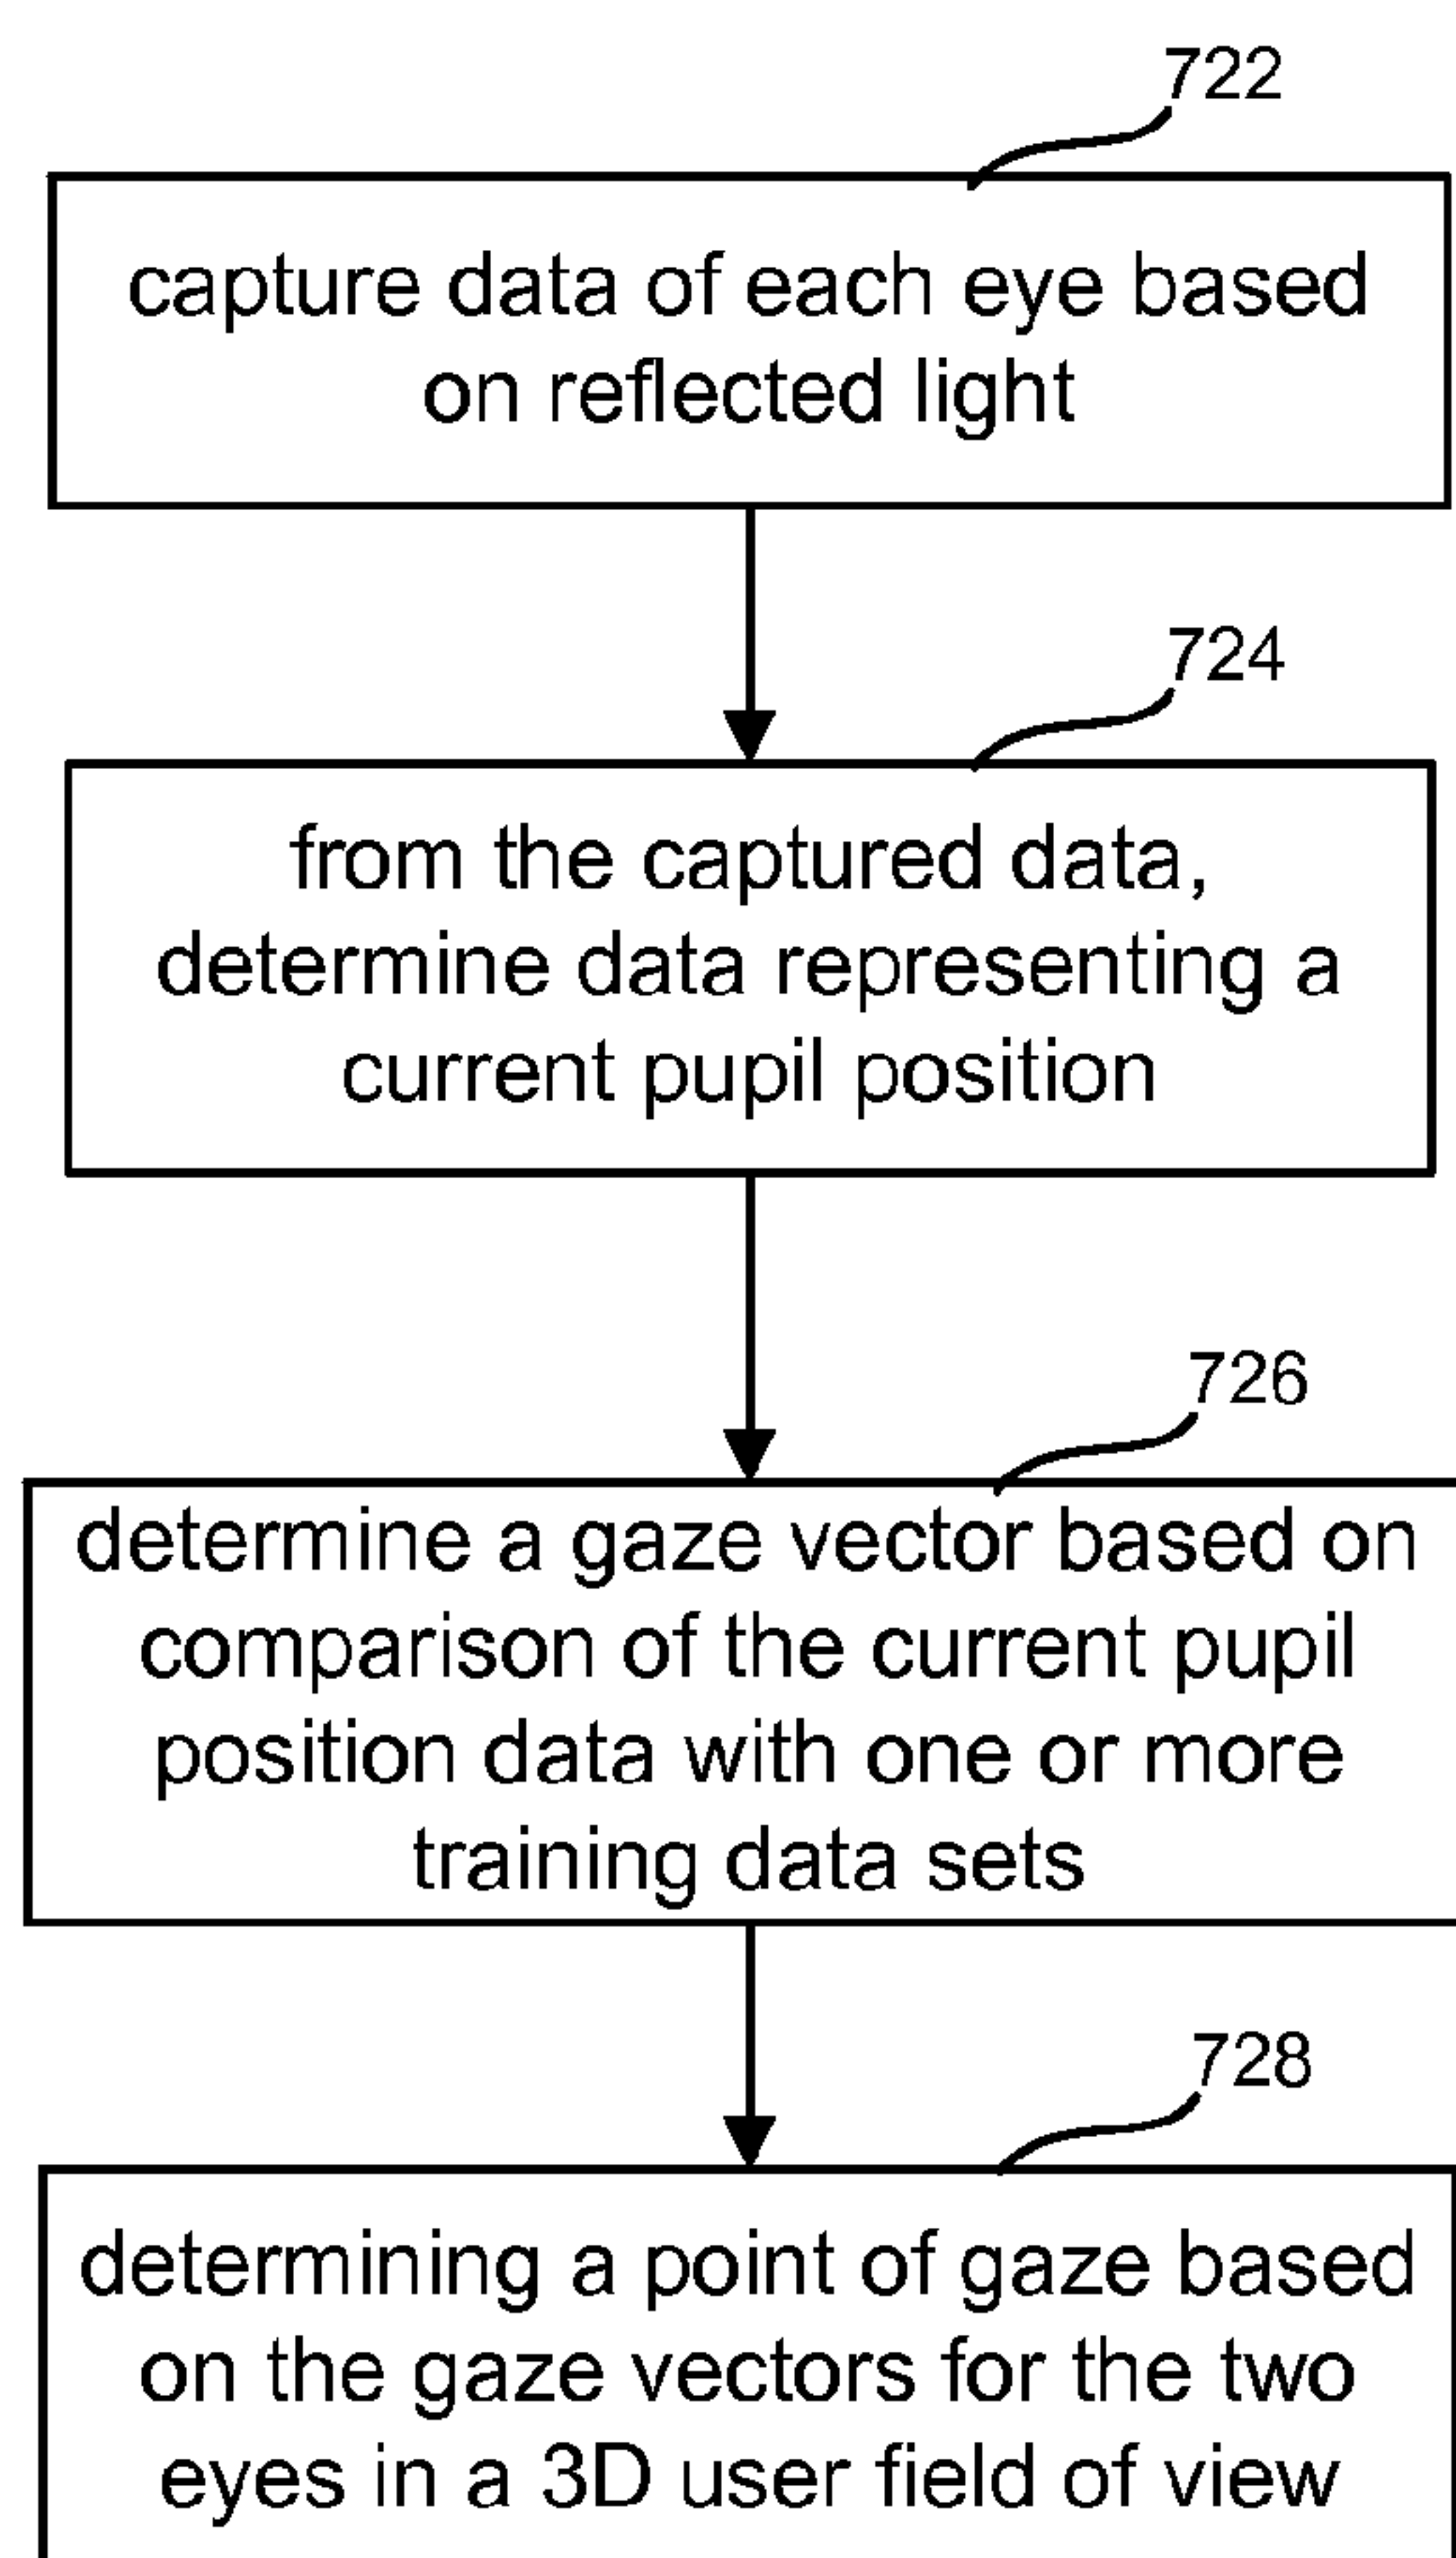 722
capture data of each eye based
on reflected light
724
from the captured data,
determine data representing a
current pupil position
726
determine a gaze vector based on
comparison of the current pupil
position data with one or more
training data sets
728
determining a point of gaze based
on the gaze vectors for the two
eyes in a 3D user field of view